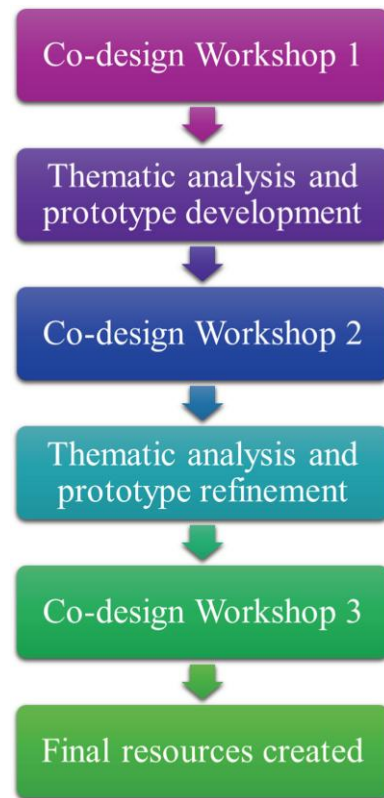 Co-design Workshop 1
Thematic analysis and
prototype development
Co-design Workshop 2
Thematic analysis and
prototype refinement
Co-design Workshop 3
Final resources created